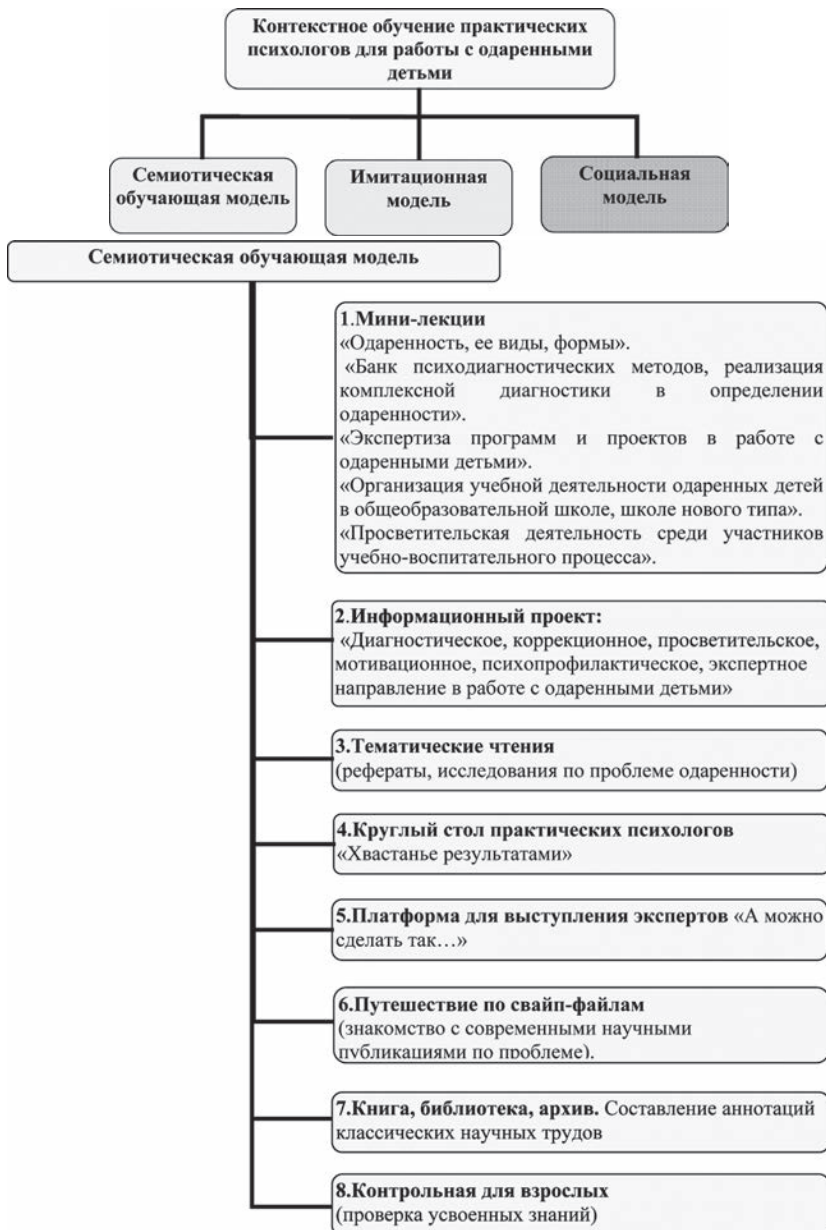 Контекстное обучение практических
психологов для работы с одаренными
детьми
Семиотическая
обучающая модель
Имитационная
модель
Социальная
модель
Семиотическая обучающая модель
1.Мини-лекции
«Одаренность, ее виды, формы».
«Банк психодиагностических методов, реализация
комплексной диагностики в определении
одаренности».
«Экспертиза программ и проектов в работе с
одаренными детьми».
«Организация учебной деятельности одаренных детей
в общеобразовательной школе, школе нового типа».
«Просветительская деятельность среди участников
учебно-воспитательного процесса».
2.Информационный проект:
«Диагностическое, коррекционное, просветительское,
мотивационное, психопрофилактическое, экспертное
направление в работе с одаренными детьми»
3.Тематические чтения
(рефераты, исследования по проблеме одаренности)
4.Круглый стол практических психологов
«Хвастанье результатами»
5.Платформа для выступления экспертов «А можно
сделать так…»
6.Путешествие по свайп-файлам
(знакомство с современными научными
публикациями по проблеме).
7.Книга, библиотека, архив. Составление аннотаций
классических научных трудов
8.Контрольная для взрослых
(проверка усвоенных знаний)